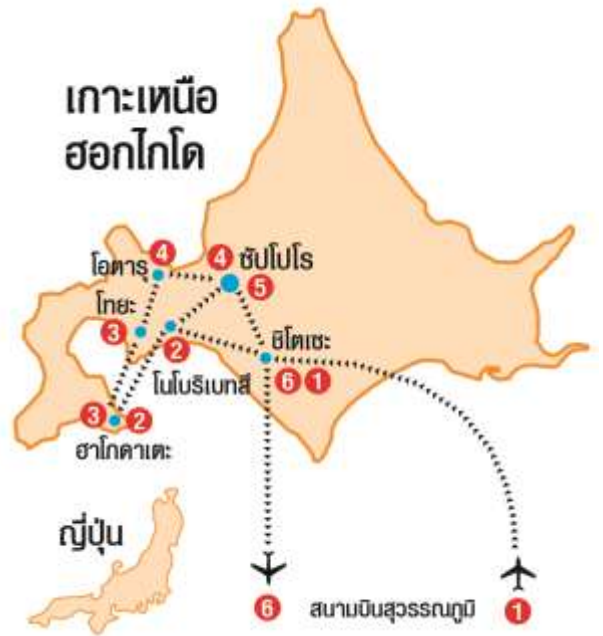 เกาะเหนือ
ฮอกไกโด
4
โอตารุ
4 ซัปโปโร
5
โทยะ
3
2
ชิโตเซะ
โนโบริเบทสึ
6 1
3 2
ฮาโกดาเตะ
ญี่ปุ่น
6 สนามบินสุวรรณภูมิ 1